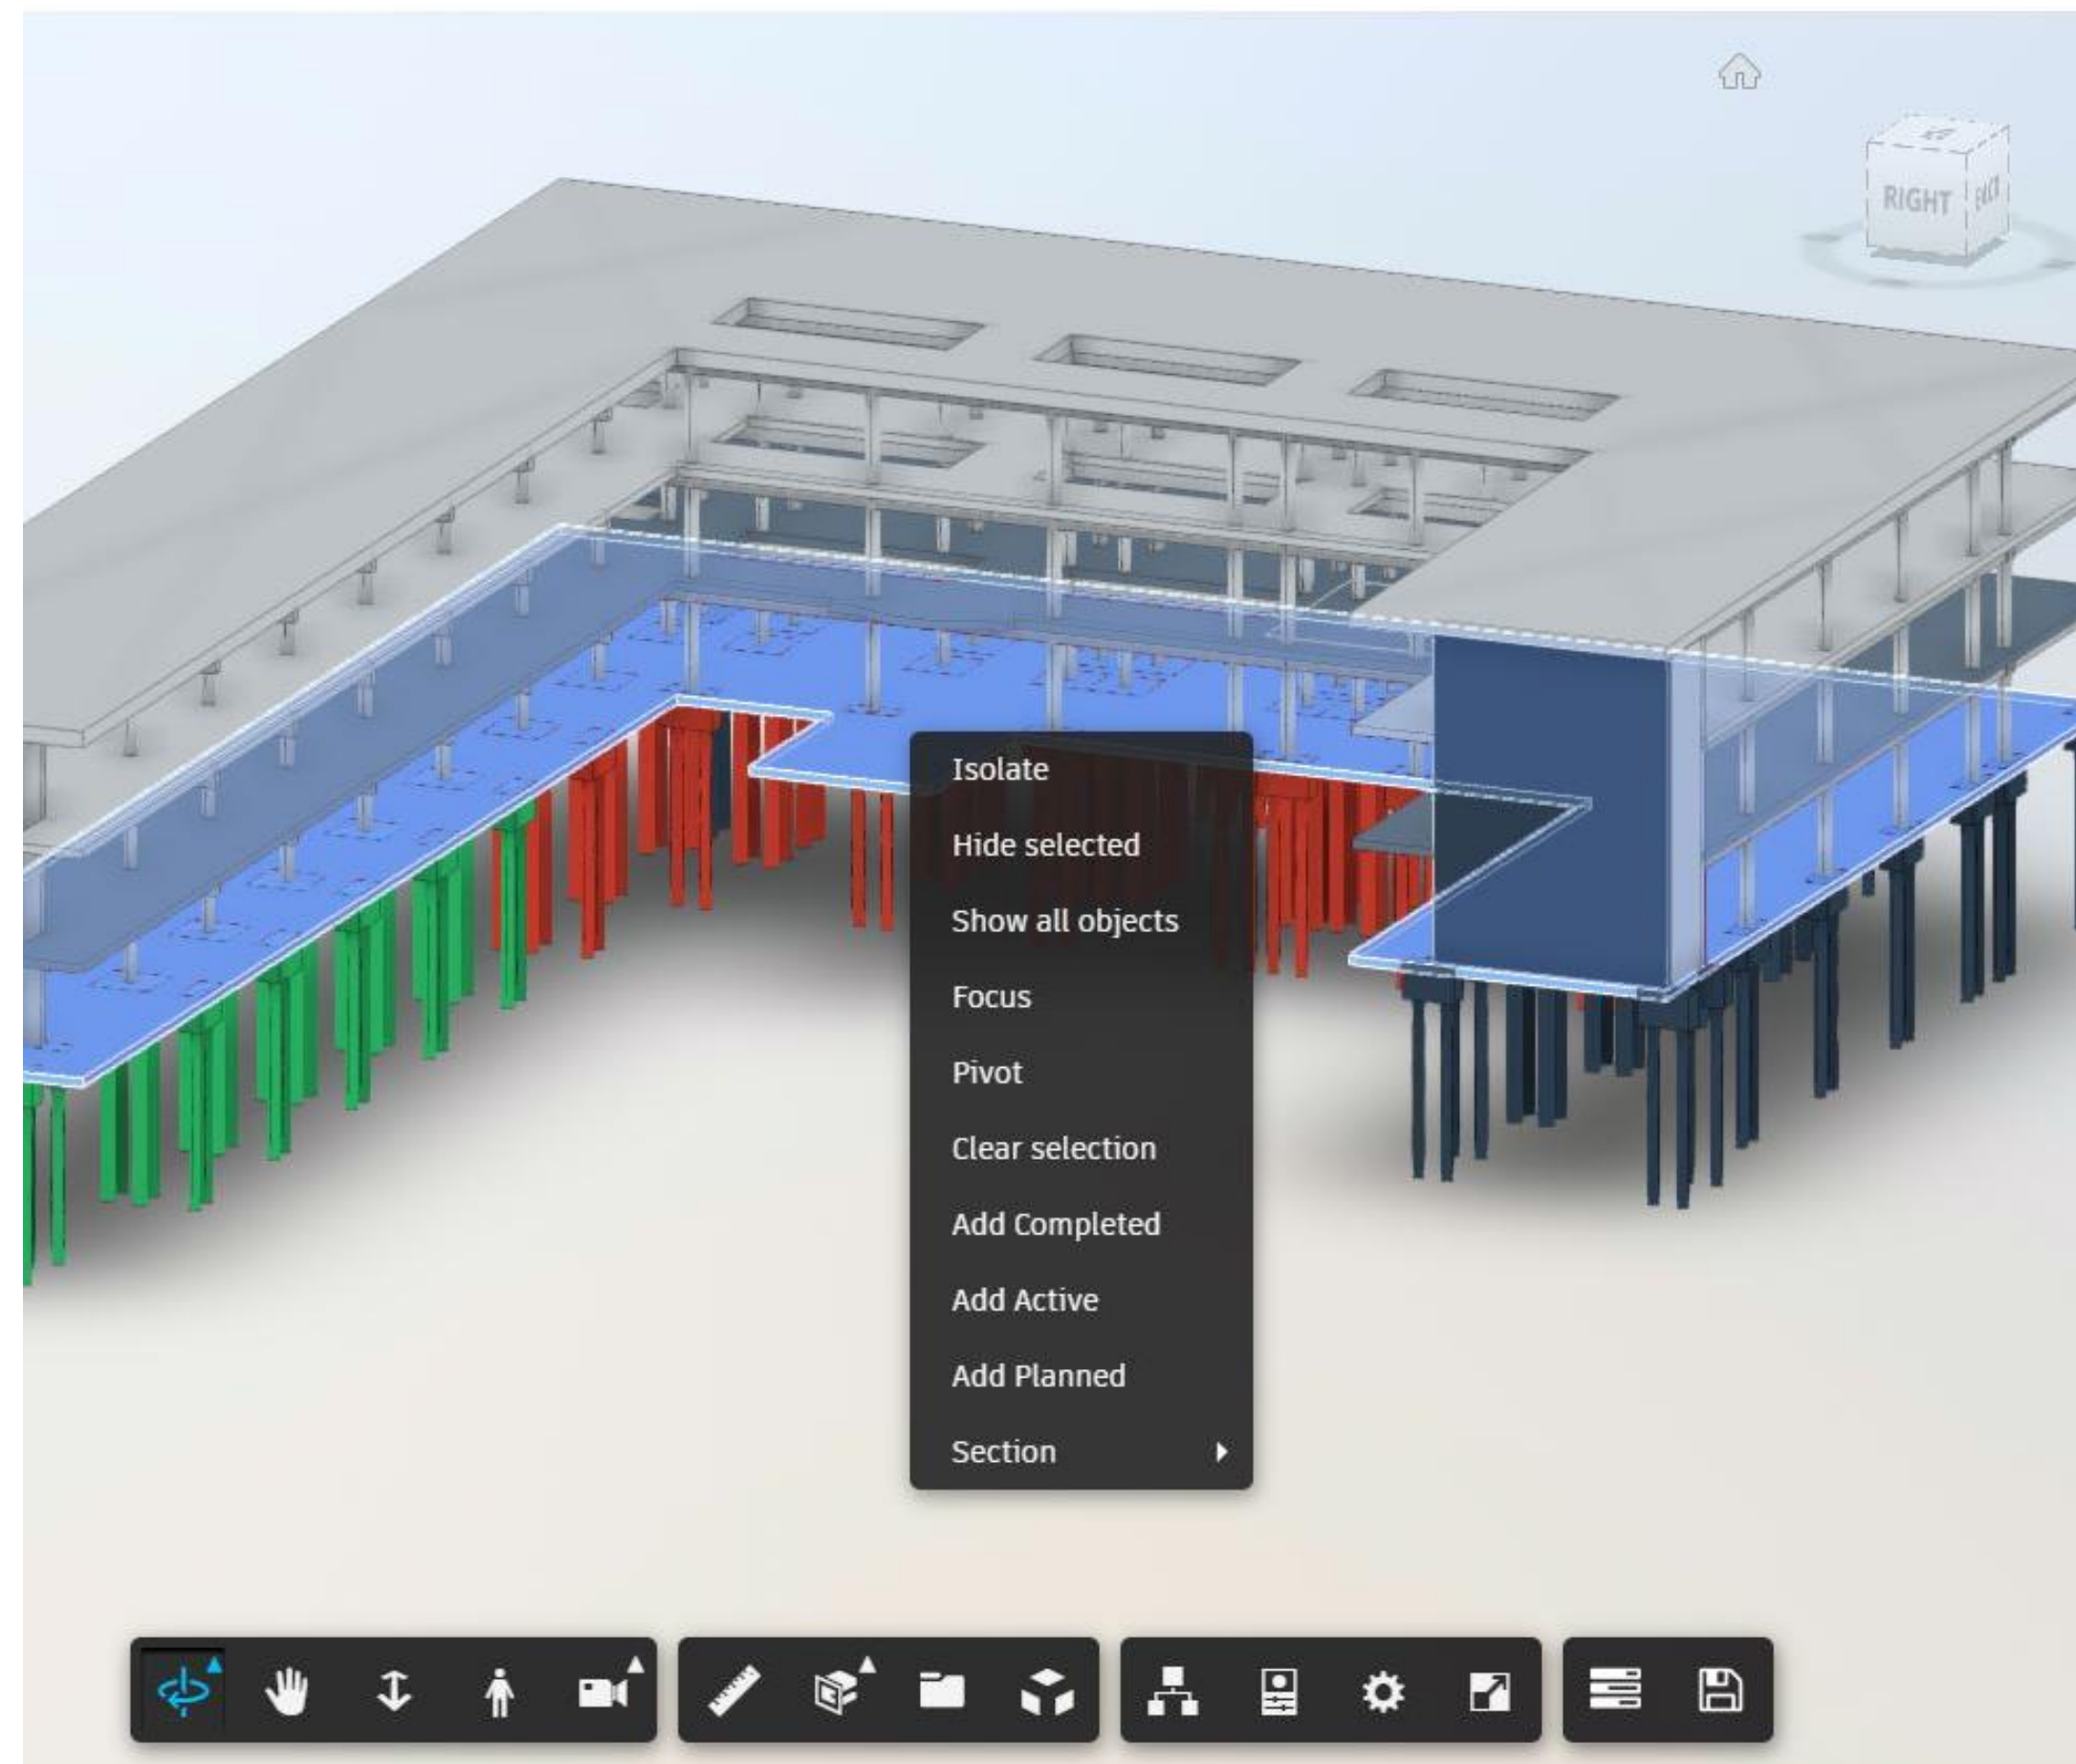 RIGHT
Isolate
Hide selected
Show all objects
Focus
Pivot
Clear selection
Add Completed
Add Active
Add Planned
Section